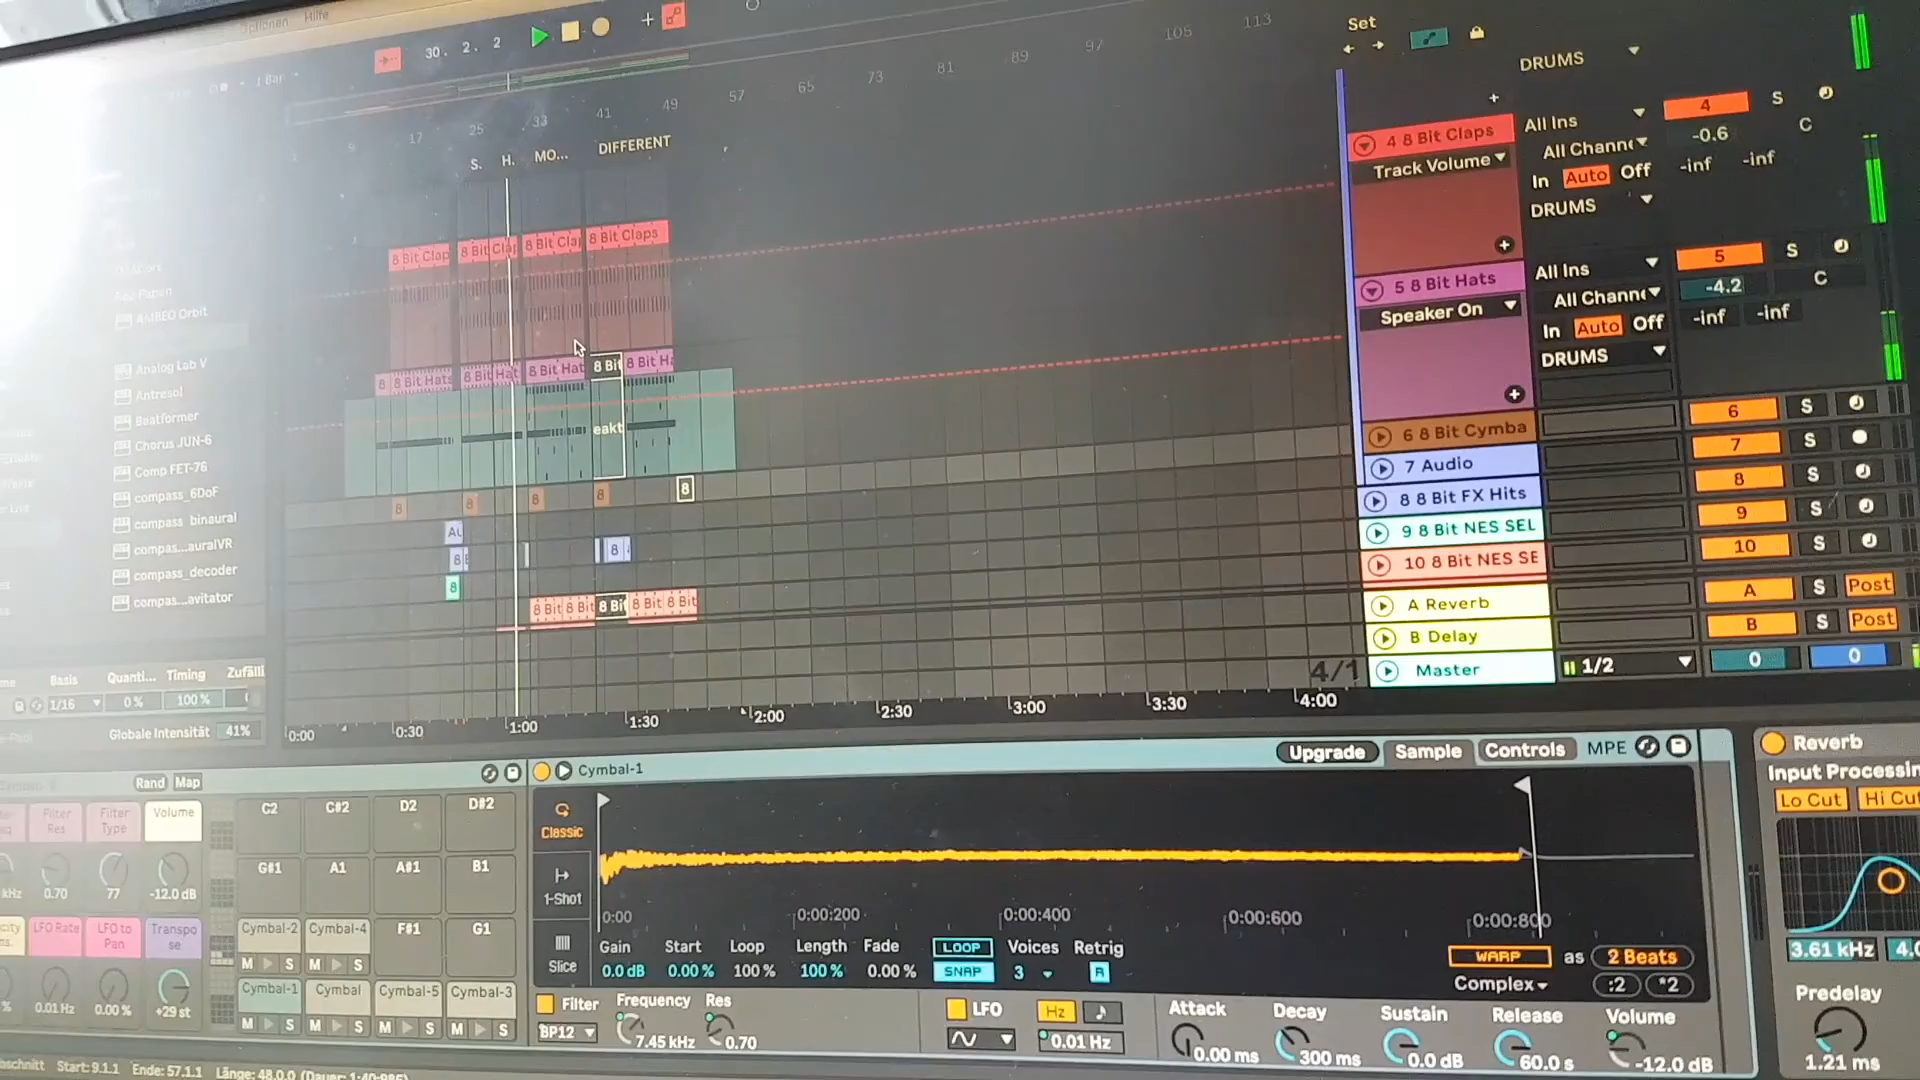 Optionen Hilfe
1 Bar
30. 2. 2
Set
1 9 17 25 33 41 49 57 65 73 81 89 97 105 113
S. H. MO... DIFFERENT
DRUMS
4 8 Bit Claps
Track Volume
All Ins
All Channe
In Auto Off
DRUMS
4 S
-0.6 C
-inf -inf
8 Bit Clap 8 Bit Clap 8 Bit Clap 8 Bit Claps
5 8 Bit Hats
Speaker On
All Ins
All Channe
In Auto Off
DRUMS
5 S
-4.2 C
-inf -inf
8 8 Bit Hats 8 Bit Hat 8 Bit Hat 8 Bit 8 Bit Ha
eakt
AMBEO Orbit
Analog Lab V
Antresol
Beatformer
Chorus JUN-6
Comp FET-76
compass_6DoF
compass_binaural
compas...auralVR
compass_decoder
compas...avitator
6 8 Bit Cymba 6 S
7 Audio 7 S
8 8 Bit FX Hits 8 S
9 8 Bit NES SEL 9 S
10 8 Bit NES SE 10 S
A Reverb A S Post
B Delay B S Post
Master 1/2 0 0
8 8 8 8 8
Au
8 8
8
8 Bit 8 Bit 8 Bit 8 Bit 8 Bit
4/1
0:00 0:30 1:00 1:30 2:00 2:30 3:00 3:30 4:00
Basis Quanti... Timing Zufälli
1/16 0 % 100 %
Globale Intensität 41%
Rand Map
Filter Res Filter Type Volume
kHz 0.70 77 -12.0 dB
LFO Rate LFO to Pan Transpo se
% 0.01 Hz 0.00 % +29 st
C2 C#2 D2 D#2
G#1 A1 A#1 B1
Cymbal-2 Cymbal-4 F#1 G1
M S M S
Cymbal-1 Cymbal Cymbal-5 Cymbal-3
M S M S M S M S
Cymbal-1
Upgrade Sample Controls MPE
Classic
1-Shot
Slice
0:00 0:00:200 0:00:400 0:00:600 0:00:800
Gain Start Loop Length Fade LOOP Voices Retrig
0.0 dB 0.00 % 100 % 100 % 0.00 % SNAP 3 R
WARP as 2 Beats
Complex :2 *2
Filter Frequency Res
BP12 7.45 kHz 0.70
LFO Hz
0.01 Hz
Attack Decay Sustain Release Volume
0.00 ms 300 ms 0.0 dB 60.0 s -12.0 dB
Reverb
Input Processin
Lo Cut Hi Cut
3.61 kHz 4.0
Predelay
1.21 ms
Start: 9.1.1 Ende: 57.1.1 Länge: 48.0.0